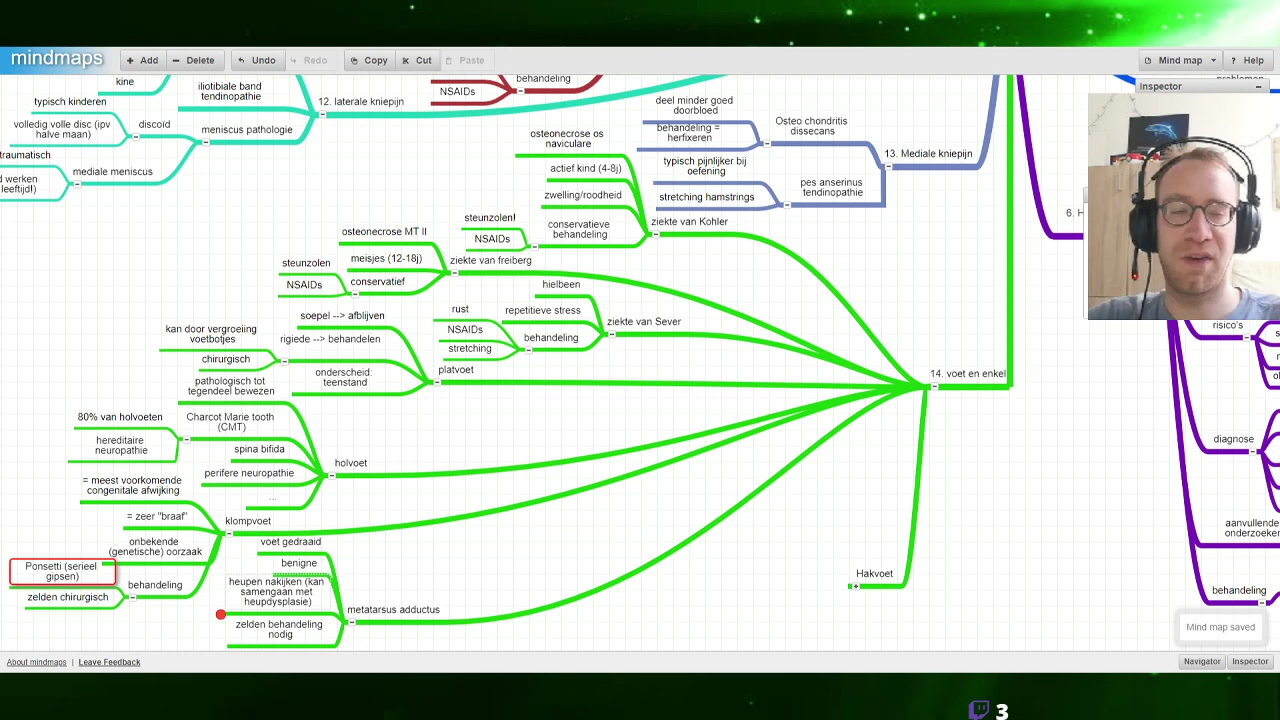 mindmaps
Add
Delete
Undo
Redo
Copy
Cut
Paste
Mind map
? Help
Inspector
kine
iliotibiale band
tendinopathie
typisch kinderen
volledig volle disc (ipv
halve maan)
discoïd
meniscus pathologie
12. laterale kniepijn
traumatisch
d werken
leeftijd!)
mediale meniscus
NSAIDs
behandeling
deel minder goed
doorbloed
behandeling =
herfixeren
Osteo chondritis
dissecans
13. Mediale kniepijn
typisch pijnlijker bij
oefening
stretching hamstrings
pes anserinus
tendinopathie
osteonecrose os
naviculare
actief kind (4-8j)
zwelling/roodheid
steunzolen!
NSAIDs
conservatieve
behandeling
ziekte van Kohler
osteonecrose MT II
meisjes (12-18j)
steunzolen
NSAIDs
conservatief
ziekte van freiberg
hielbeen
repetitieve stress
rust
NSAIDs
stretching
behandeling
ziekte van Sever
soepel --> afblijven
rigiede --> behandelen
kan door vergroeiing
voetbotjes
chirurgisch
onderscheid:
teenstand
platvoet
14. voet en enkel
pathologisch tot
tegendeel bewezen
80% van holvoeten
hereditaire
neuropathie
Charcot Marie tooth
(CMT)
spina bifida
perifere neuropathie
...
holvoet
= meest voorkomende
congenitale afwijking
= zeer "braaf"
onbekende
(genetische) oorzaak
Ponsetti (serieel
gipsen)
zelden chirurgisch
behandeling
klompvoet
voet gedraaid
benigne
heupen nakijken (kan
samengaan met
heupdysplasie)
zelden behandeling
nodig
metatarsus adductus
Hakvoet
6. H
risico's
diagnose
aanvullende
onderzoeken
behandeling
Mind map saved
About mindmaps | Leave Feedback
Navigator
Inspector
3